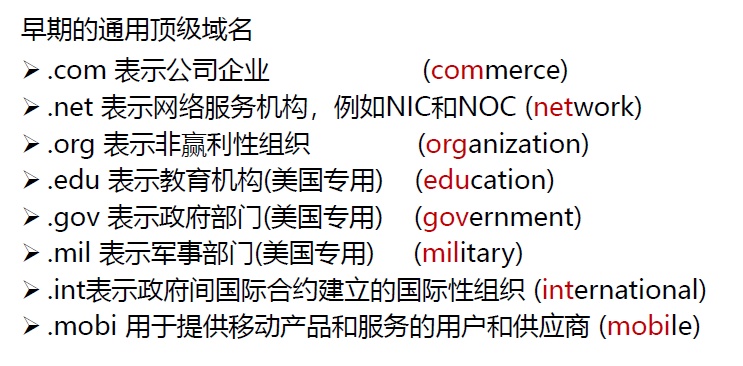 早期的通用顶级域名
➢ .com 表示公司企业 (commerce)
➢ .net 表示网络服务机构，例如NIC和NOC (network)
➢ .org 表示非赢利性组织 (organization)
➢ .edu 表示教育机构(美国专用) (education)
➢ .gov 表示政府部门(美国专用) (government)
➢ .mil 表示军事部门(美国专用) (military)
➢ .int表示政府间国际合约建立的国际性组织 (international)
➢ .mobi 用于提供移动产品和服务的用户和供应商 (mobile)